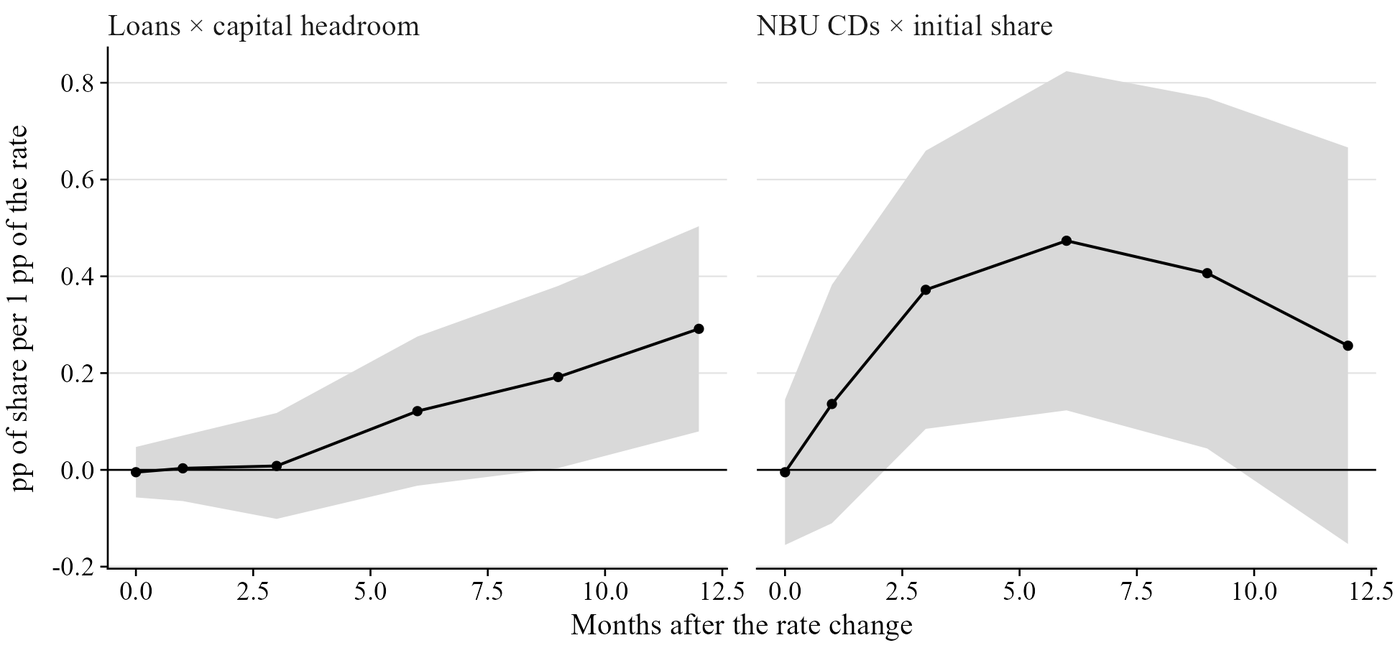 Loans × capital headroom
NBU CDs × initial share
pp of share per 1 pp of the rate
0.8
0.6
0.4
0.2
0.0
-0.2
0.0 2.5 5.0 7.5 10.0 12.5
0.0 2.5 5.0 7.5 10.0 12.5
Months after the rate change